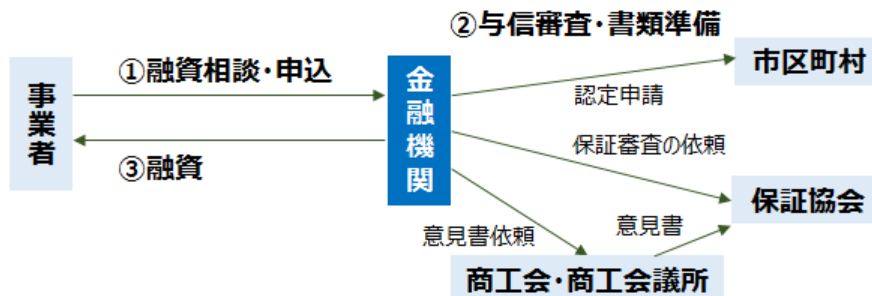 ②与信審査・書類準備
市区町村
①融資相談・申込
金融機関
事業者
認定申請
保証審査の依頼
③融資
保証協会
意見書
意見書依頼
商工会・商工会議所